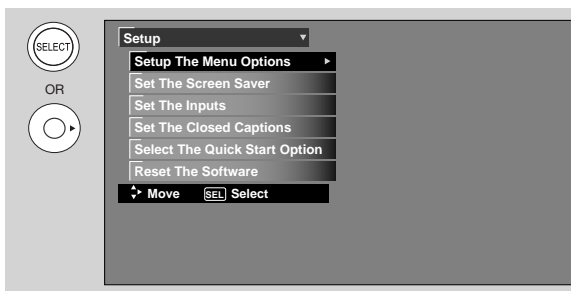 SELECT
OR
Setup
Setup The Menu Options
Set The Screen Saver
Set The Inputs
Set The Closed Captions
Select The Quick Start Option
Reset The Software
Move SEL Select